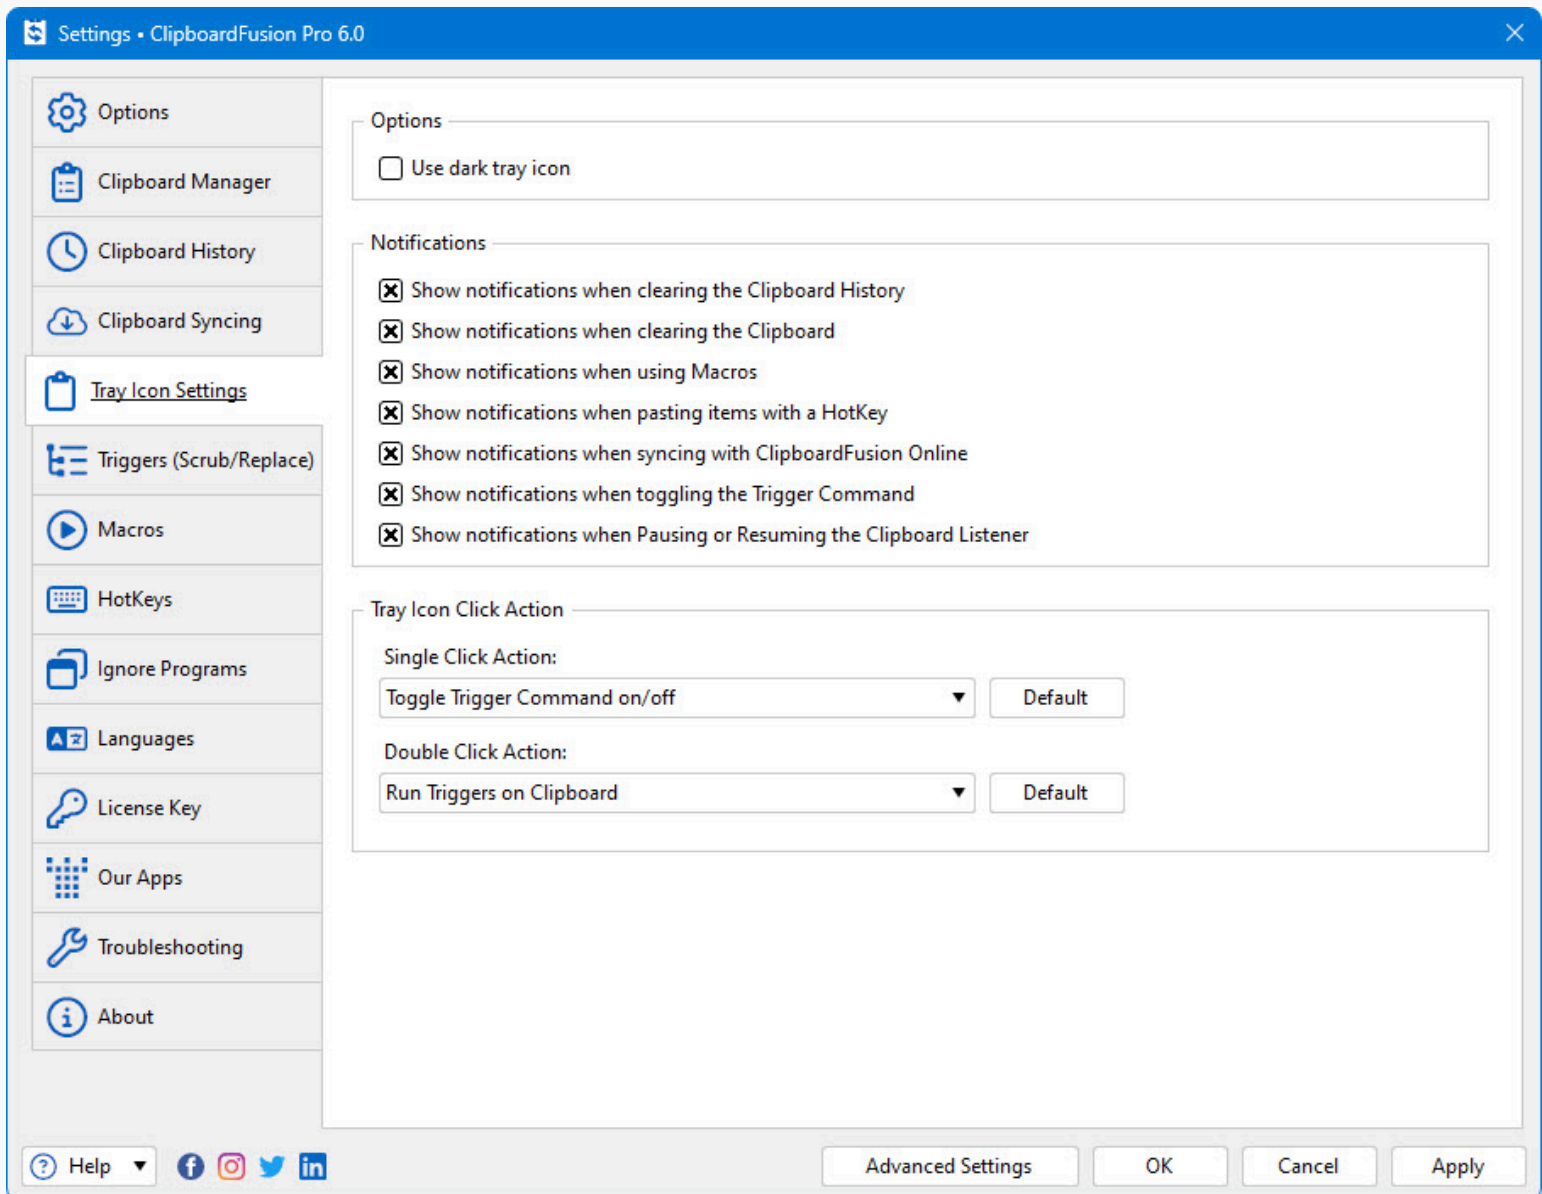 Settings • ClipboardFusion Pro 6.0
Options
Clipboard Manager
Clipboard History
Clipboard Syncing
Tray Icon Settings
Triggers (Scrub/Replace)
Macros
HotKeys
Ignore Programs
Languages
License Key
Our Apps
Troubleshooting
About
Options
Use dark tray icon
Notifications
Show notifications when clearing the Clipboard History
Show notifications when clearing the Clipboard
Show notifications when using Macros
Show notifications when pasting items with a HotKey
Show notifications when syncing with ClipboardFusion Online
Show notifications when toggling the Trigger Command
Show notifications when Pausing or Resuming the Clipboard Listener
Tray Icon Click Action
Single Click Action:
Toggle Trigger Command on/off
Default
Double Click Action:
Run Triggers on Clipboard
Default
Help
Advanced Settings
OK
Cancel
Apply